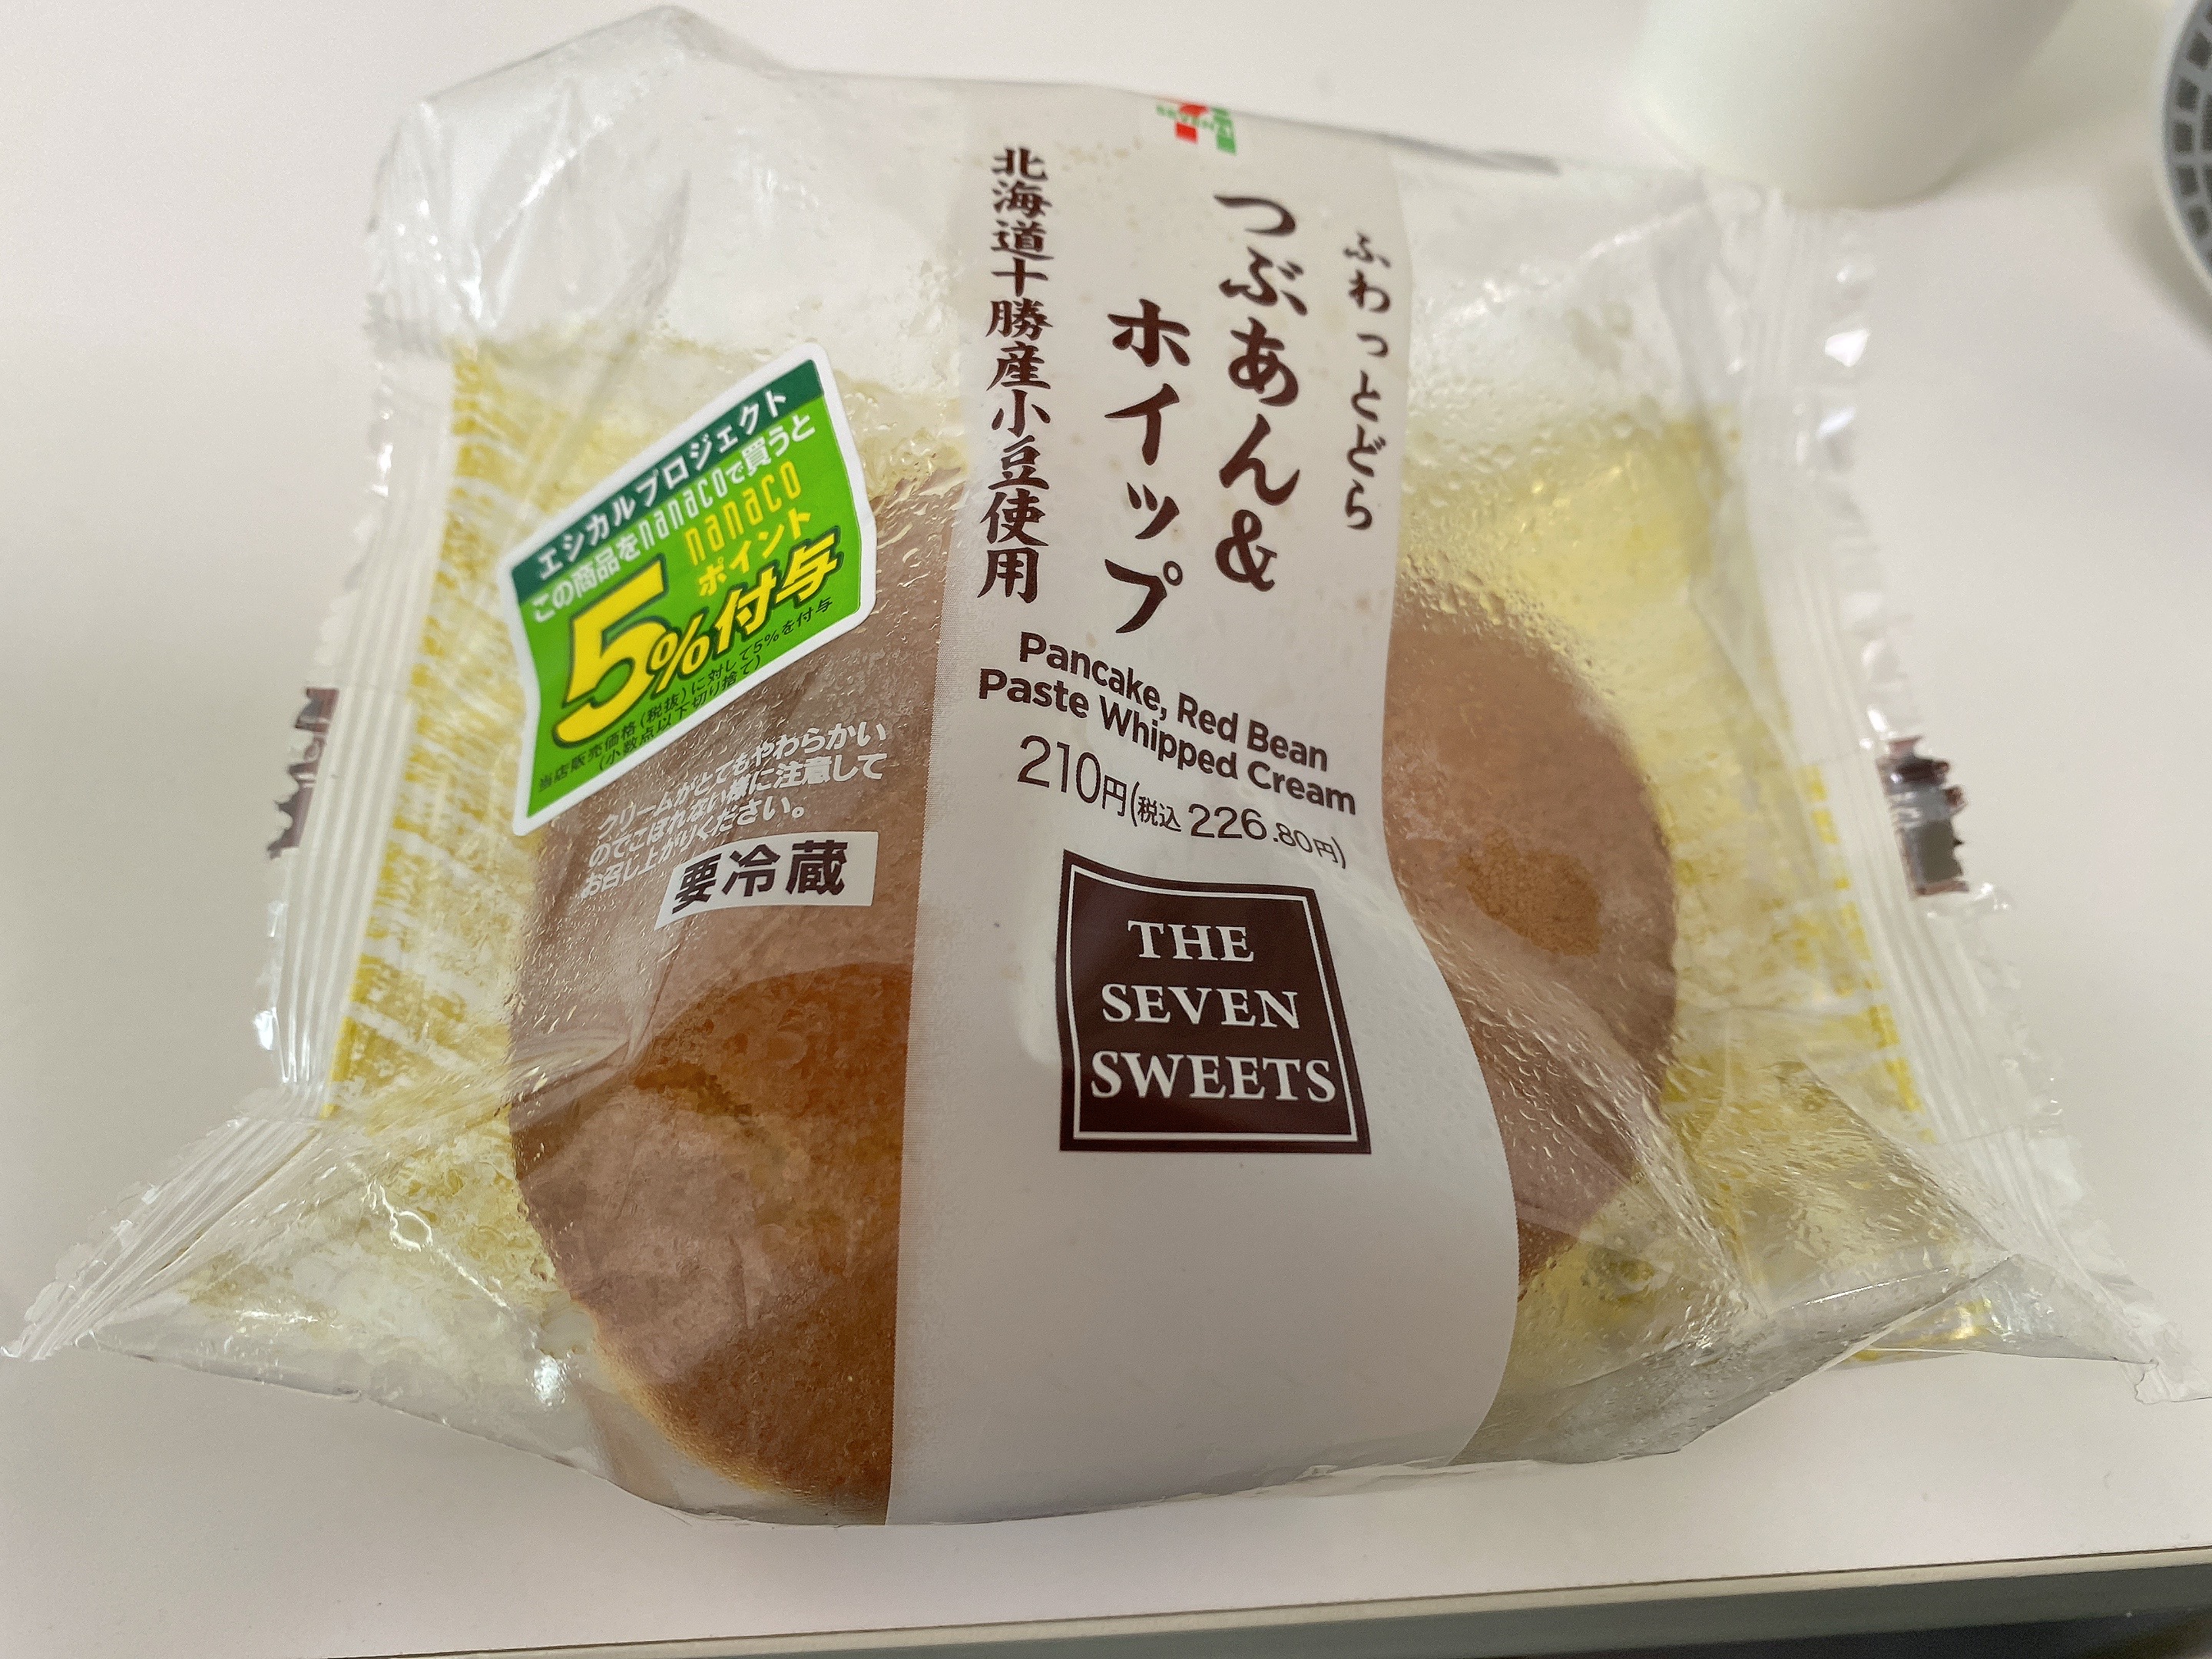 ふわっとどら
つぶあん&
ホイップ
北海道十勝産小豆使用
Pancake, Red Bean
Paste Whipped Cream
210円(税込 226.80円)
THE
SEVEN
SWEETS
エシカルプロジェクト
この商品をnanacoで買うと
nanaco
ポイント
5%付与
当店販売価格(税抜)に対して5%を付与
(小数点以下切り捨て)
クリームがとてもやわらかい
のでこぼれない様に注意して
お召し上がりください。
要冷蔵